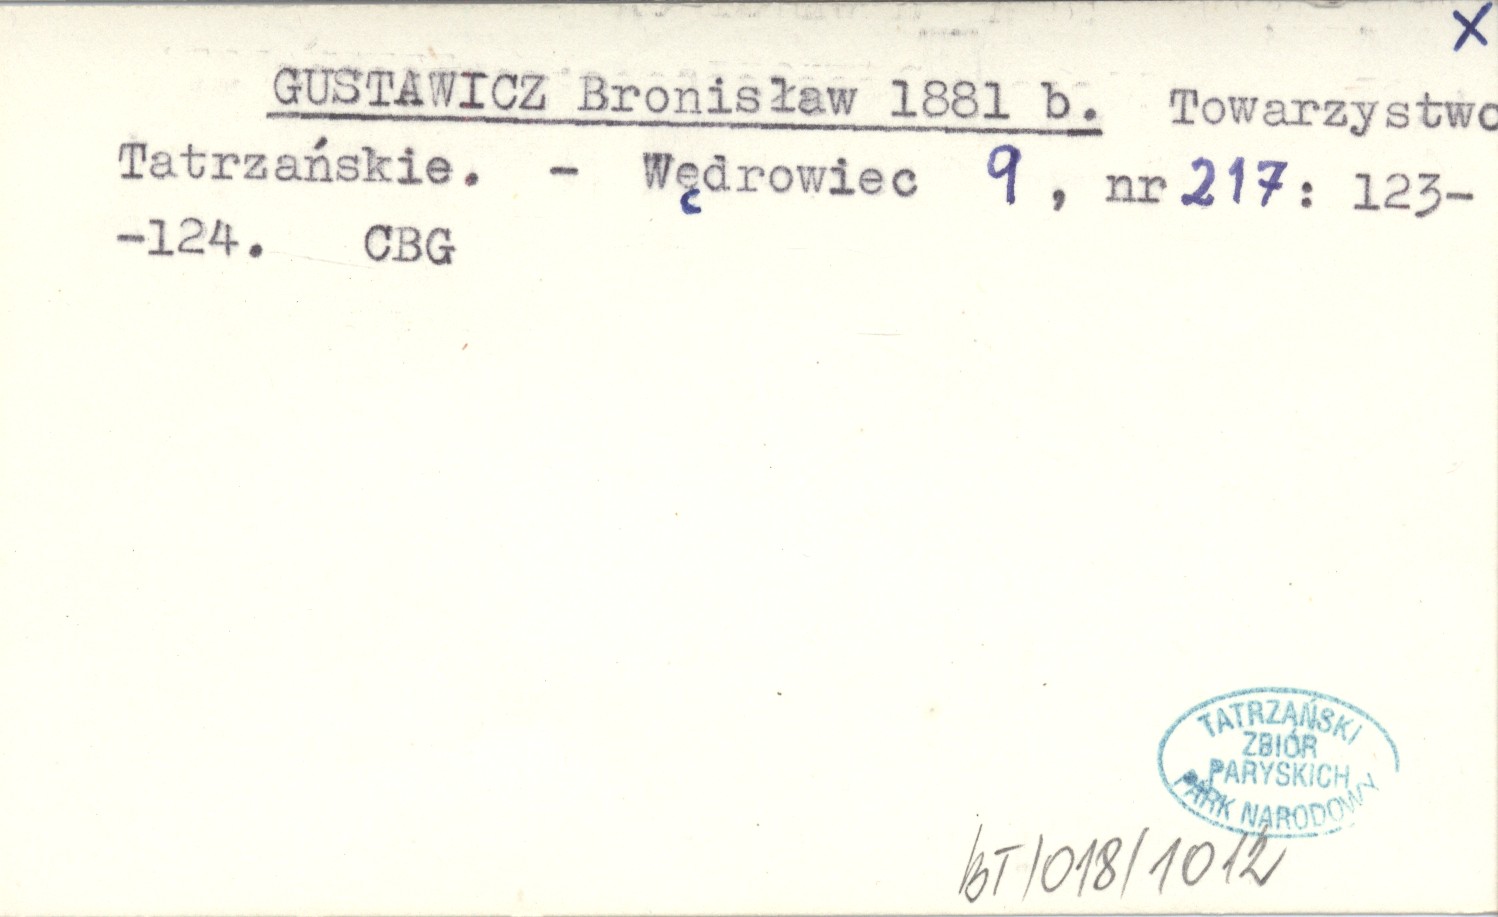 X
GUSTAWICZ Bronisław 1881 b. Towarzystwo
Tatrzańskie. - Wędrowiec 9, nr 217: 123-
-124. CBG
TATRZAŃSKI
ZBIÓR
PARYSKICH
PARK NARODOWY
BT/018/1012